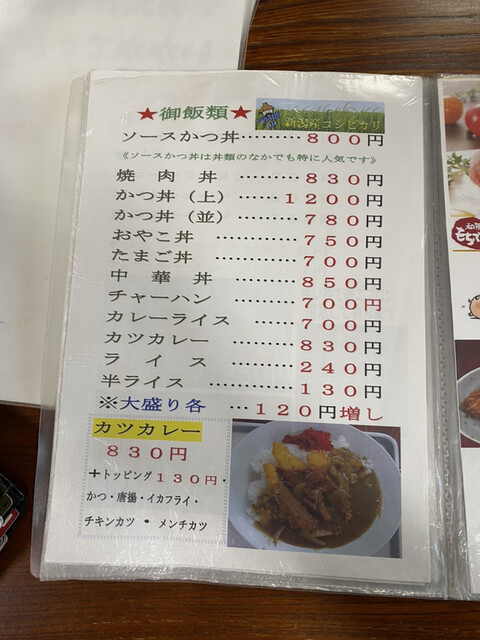 ★御飯類★
新潟産コシヒカリ
ソースかつ丼………８００円
《ソースかつ丼は丼類のなかでも特に人気です》
焼肉丼………８３０円
かつ丼（上）……１２００円
かつ丼（並）……７８０円
おやこ丼………７５０円
たまご丼……７００円
中華丼………８５０円
チャーハン………７００円
カレーライス……７００円
カツカレー………８３０円
ライス………２４０円
半ライス………１３０円
※大盛り各…１２０円増し
カツカレー
８３０円
＋トッピング１３０円・
かつ・唐揚・イカフライ・
チキンカツ・メンチカツ